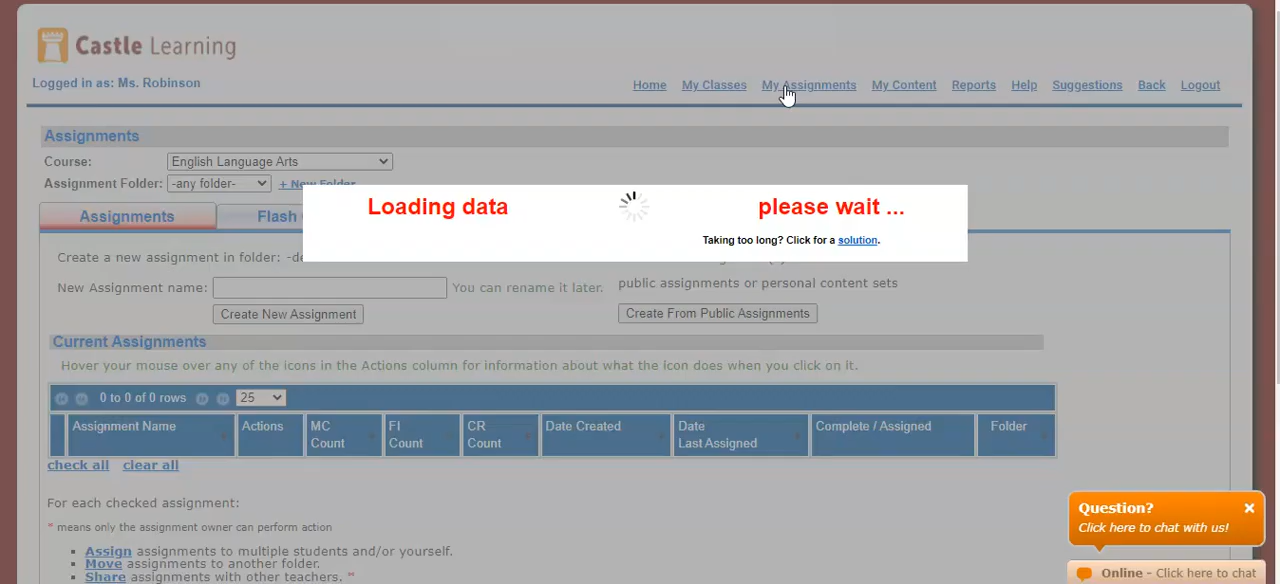 Castle Learning
Logged in as: Ms. Robinson
Home My Classes My Assignments My Content Reports Help Suggestions Back Logout
Assignments
Course: English Language Arts
Assignment Folder: -any folder- + New Folder
Assignments Flash
Loading data please wait ...
Taking too long? Click for a solution.
Create a new assignment in folder: -de
New Assignment name: You can rename it later.
public assignments or personal content sets
Create New Assignment Create From Public Assignments
Current Assignments
Hover your mouse over any of the icons in the Actions column for information about what the icon does when you click on it.
0 to 0 of 0 rows 25
Assignment Name Actions MC Count FI Count CR Count Date Created Date Last Assigned Complete / Assigned Folder
check all clear all
For each checked assignment:
* means only the assignment owner can perform action
Assign assignments to multiple students and/or yourself.
Move assignments to another folder.
Share assignments with other teachers. *
Question?
Click here to chat with us!
Online - Click here to chat